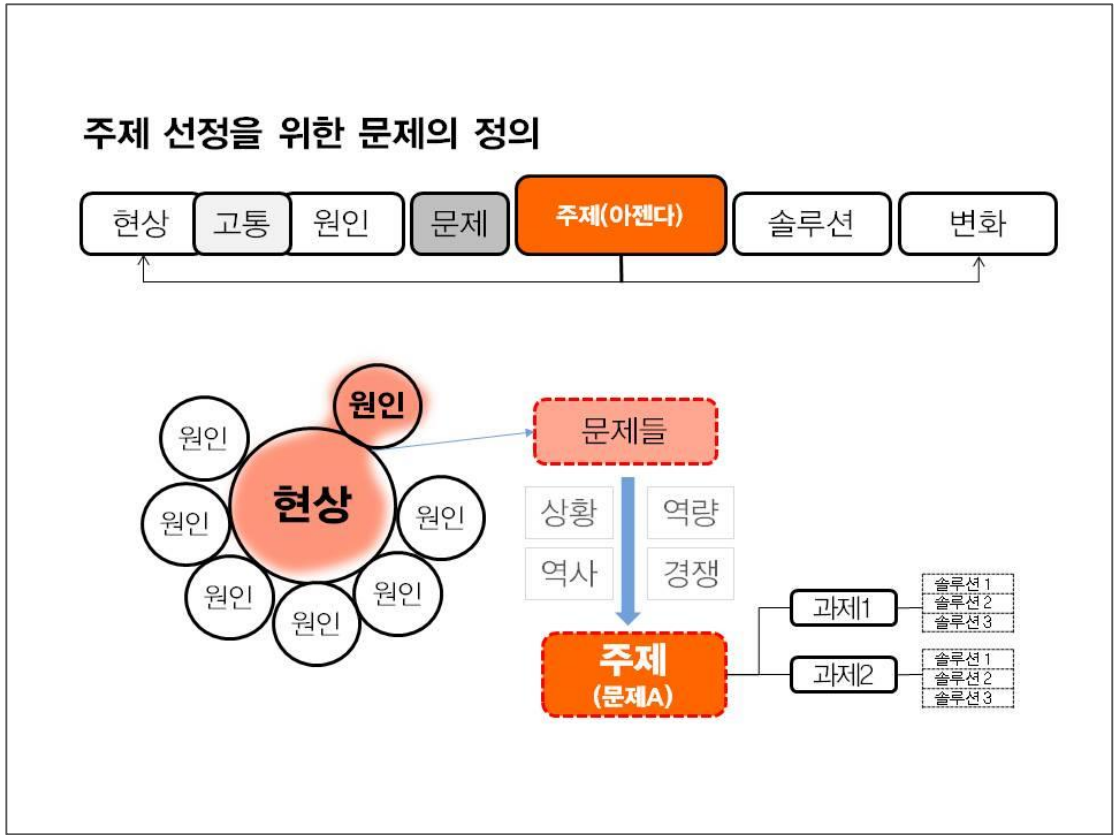 주제 선정을 위한 문제의 정의
현상 고통 원인 문제 주제(아젠다) 솔루션 변화
원인
원인
현상
원인
원인
원인
원인
원인
문제들
상황 역량
역사 경쟁
주제
(문제A)
과제1
솔루션 1
솔루션 2
솔루션 3
과제2
솔루션 1
솔루션 2
솔루션 3